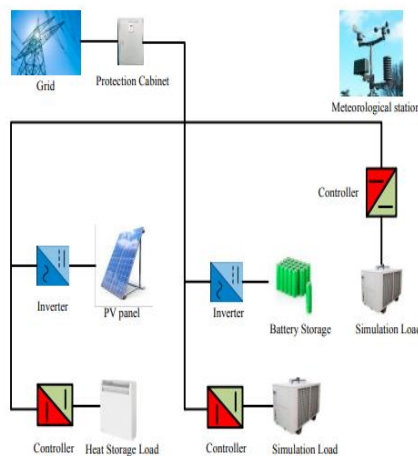 Grid
Protection Cabinet
Meteorological station
Controller
Inverter
PV panel
Inverter
Battery Storage
Simulation Load
Controller
Heat Storage Load
Controller
Simulation Load